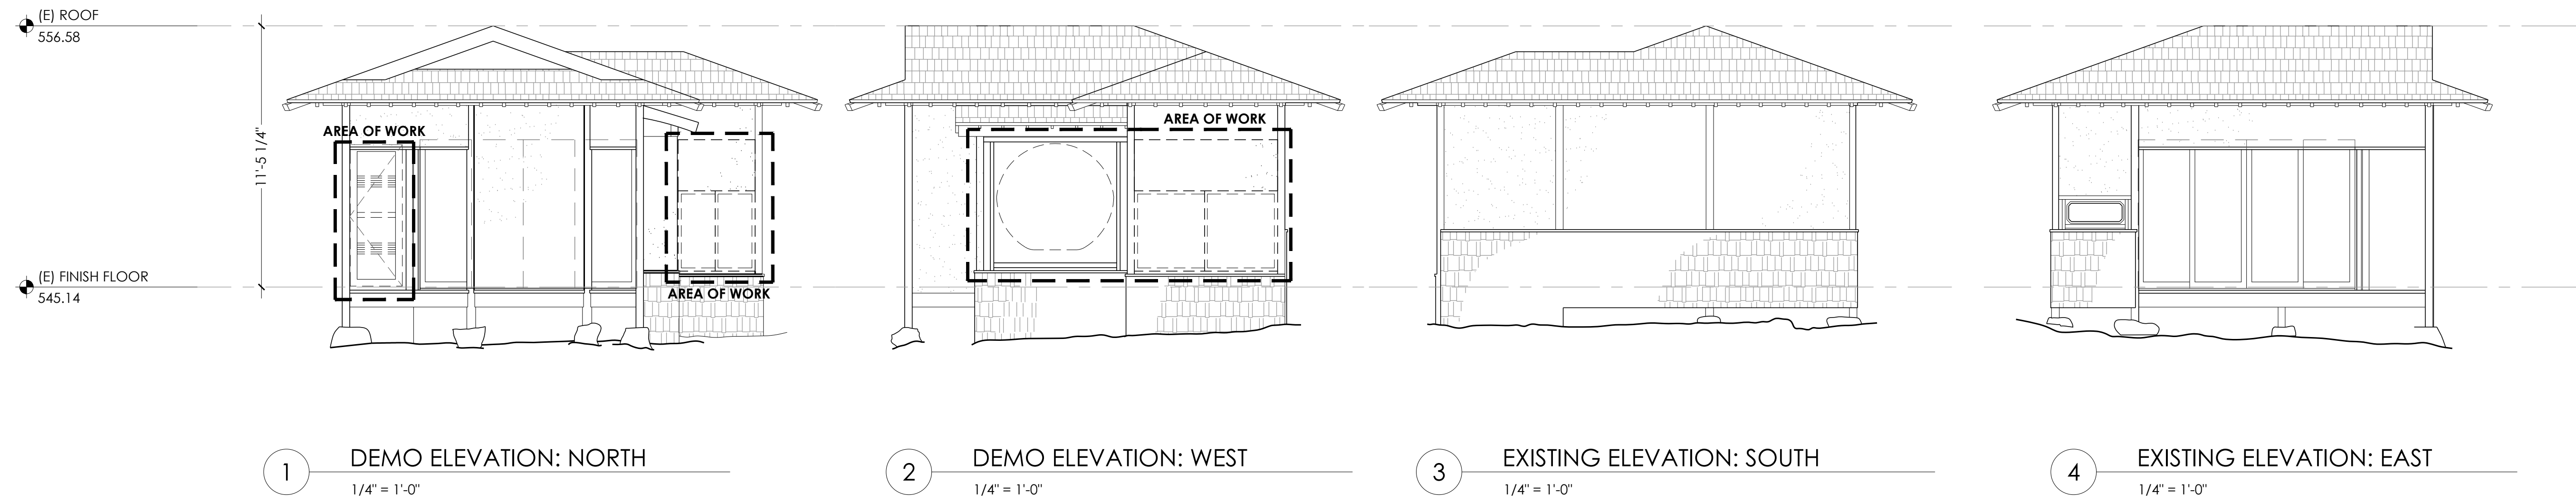 (E) ROOF
556.58
11'-5 1/4"
(E) FINISH FLOOR
545.14
AREA OF WORK
AREA OF WORK
AREA OF WORK
1
DEMO ELEVATION: NORTH
1/4" = 1'-0"
2
DEMO ELEVATION: WEST
1/4" = 1'-0"
3
EXISTING ELEVATION: SOUTH
1/4" = 1'-0"
4
EXISTING ELEVATION: EAST
1/4" = 1'-0"